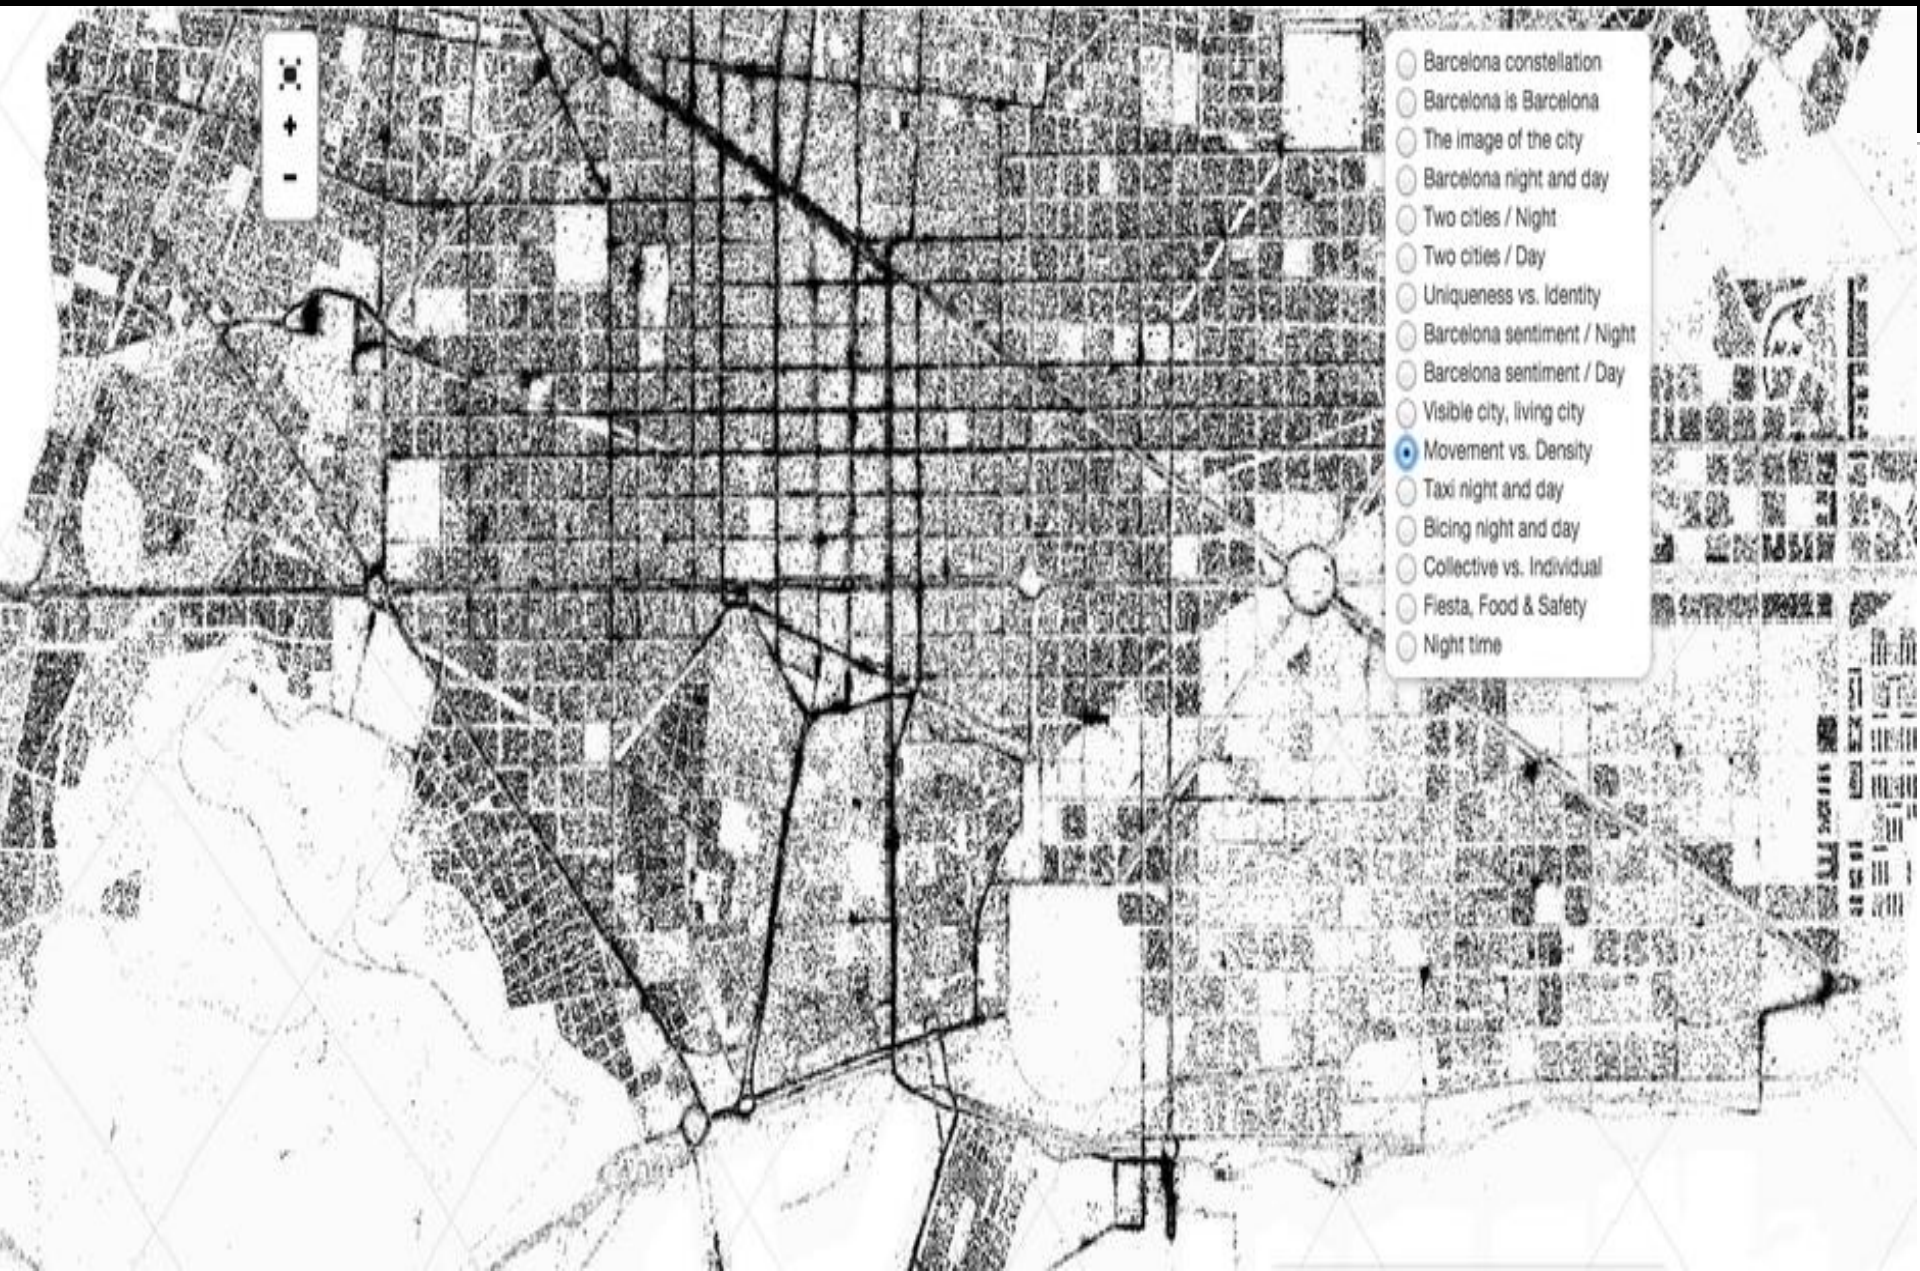 +
-
Barcelona constellation
Barcelona is Barcelona
The image of the city
Barcelona night and day
Two cities / Night
Two cities / Day
Uniqueness vs. Identity
Barcelona sentiment / Night
Barcelona sentiment / Day
Visible city, living city
Movement vs. Density
Taxi night and day
Bicing night and day
Collective vs. Individual
Fiesta, Food & Safety
Night time